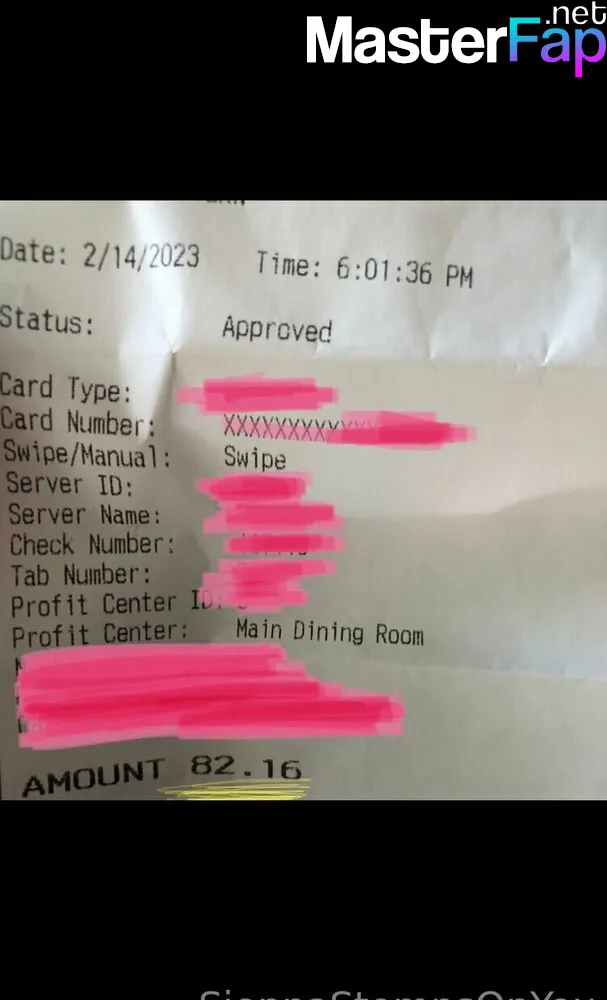 .net
MasterFap
Date: 2/14/2023 Time: 6:01:36 PM
Status: Approved
Card Type:
Card Number: XXXXXXXXXX
Swipe/Manual: Swipe
Server ID:
Server Name:
Check Number:
Tab Number:
Profit Center ID:
Profit Center: Main Dining Room
AMOUNT 82.16